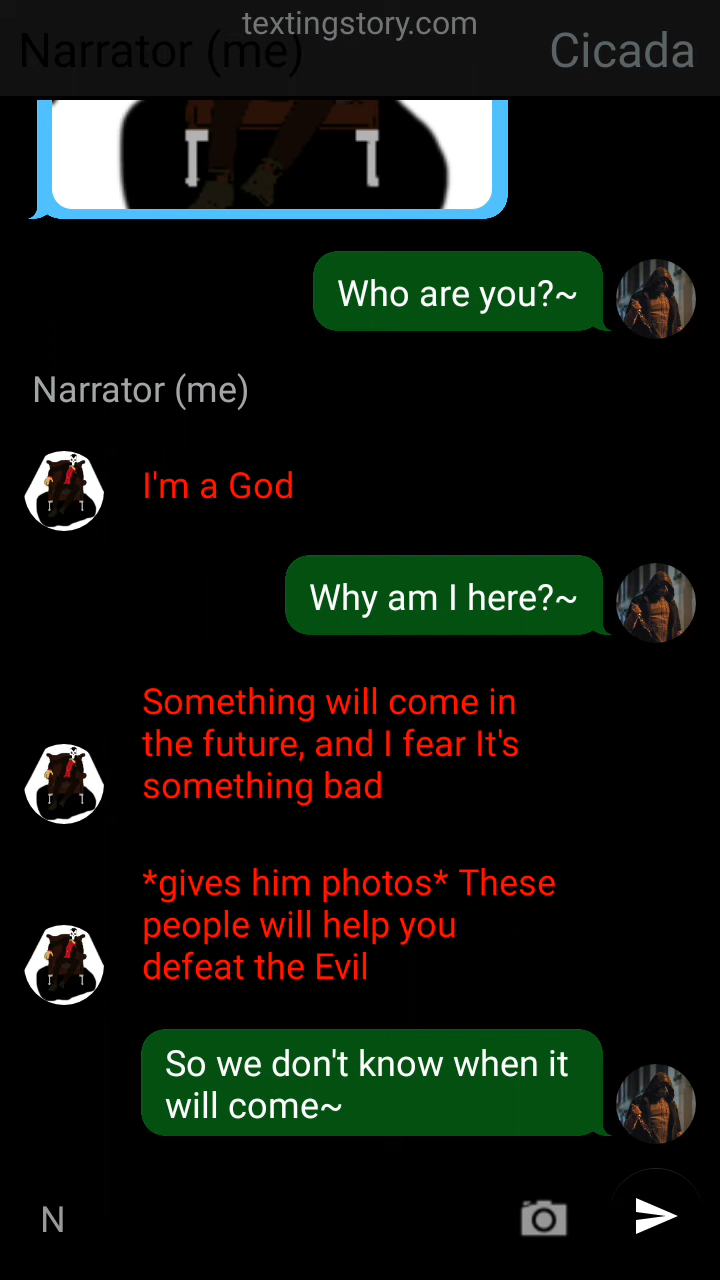 textingstory.com
Narrator (me)
Cicada
Who are you?~
Narrator (me)
I'm a God
Why am I here?~
Something will come in
the future, and I fear It's
something bad
*gives him photos* These
people will help you
defeat the Evil
So we don't know when it
will come~
N